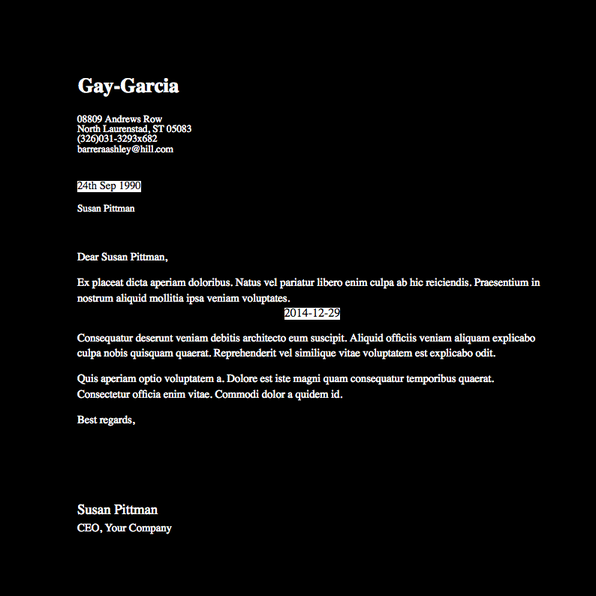 Gay-Garcia
08809 Andrews Row
North Laurenstad, ST 05083
(326)031-3293x682
barreraashley@hill.com
24th Sep 1990
Susan Pittman
Dear Susan Pittman,
Ex placeat dicta aperiam doloribus. Natus vel pariatur libero enim culpa ab hic reiciendis. Praesentium in
nostrum aliquid mollitia ipsa veniam voluptates.
2014-12-29
Consequatur deserunt veniam debitis architecto eum suscipit. Aliquid officiis veniam aliquam explicabo
culpa nobis quisquam quaerat. Reprehenderit vel similique vitae voluptatem est explicabo odit.
Quis aperiam optio voluptatem a. Dolore est iste magni quam consequatur temporibus quaerat.
Consectetur officia enim vitae. Commodi dolor a quidem id.
Best regards,
Susan Pittman
CEO, Your Company